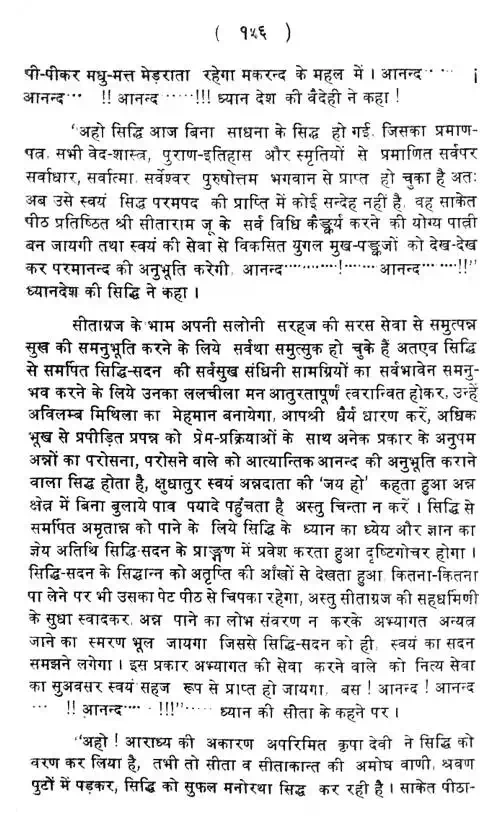 ( १५६ )
पी-पीकर मधु-मत्त मेड़राता रहेगा मकरन्द के महल में । आनन्द···· ··· ¡
आनन्द··· ·· !! आनन्द ·····!!! ध्यान देश की वैदेही ने कहा !
"अहो सिद्धि आज बिना साधना के सिद्ध हो गई, जिसका प्रमाण-
पत्र, सभी वेद-शास्त्र, पुराण-इतिहास और स्मृतियों से प्रमाणित सर्वपर
सर्वाधार, सर्वात्मा, सर्वेश्वर पुरुषोत्तम भगवान से प्राप्त हो चुका है अतः
अब उसे स्वयं सिद्ध परमपद की प्राप्ति में कोई सन्देह नहीं है, वह साकेत
पीठ प्रतिष्ठित श्री सीताराम जू के सर्व विधि कैङ्कर्य करने की योग्य पात्री
बन जायगी तथा स्वयं की सेवा से विकसित युगल मुख-पङ्कजों को देख-देख
कर परमानन्द की अनुभूति करेगी, आनन्द··············!······· आनन्द··· ··· ····!!"
ध्यानदेश की सिद्धि ने कहा ।
सीताग्रज के भाम अपनी सलोनी सरहज की सरस सेवा से समुत्पन्न
सुख की समनुभूति करने के लिये सर्वथा समुत्सुक हो चुके हैं अतएव सिद्धि
से समर्पित सिद्धि-सदन की सर्वसुख संधिनी सामग्रियों का सर्वभावेन समनु-
भव करने के लिये उनका ललचीला मन आतुरतापूर्ण त्वरान्वित होकर, उन्हें
अविलम्ब मिथिला का मेहमान बनायेगा, आपश्री धैर्य धारण करें, अधिक
भूख से प्रपीड़ित प्रपन्न को प्रेम-प्रक्रियाओं के साथ अनेक प्रकार के अनुपम
अन्नों का परोसना, परोसने वाले को आत्यान्तिक आनन्द की अनुभूति कराने
वाला सिद्ध होता है, क्षुधातुर स्वयं अन्नदाता की 'जय हो' कहता हुआ अन्न
क्षेत्र में बिना बुलाये पाव पयादे पहुंचता है अस्तु चिन्ता न करें । सिद्धि से
समर्पित अमृतान्न को पाने के लिये सिद्धि के ध्यान का ध्येय और ज्ञान का
ज्ञेय अतिथि सिद्धि-सदन के प्राङ्गण में प्रवेश करता हुआ दृष्टिगोचर होगा ।
सिद्धि-सदन के सिद्धान्न को अतृप्ति की आँखों से देखता हुआ, कितना-कितना
पा लेने पर भी उसका पेट पीठ से चिपका रहेगा, अस्तु सीताग्रज की सहधर्मिणी
के सुधा स्वादकर, अन्न पाने का लोभ संवरण न करके अभ्यागत अन्यत्र
जाने का स्मरण भूल जायगा जिससे सिद्धि-सदन को ही, स्वयं का सदन
समझने लगेगा । इस प्रकार अभ्यागत की सेवा करने वाले को नित्य सेवा
का सुअवसर स्वयं सहज रूप से प्राप्त हो जायगा, बस ! आनन्द ! आनन्द
··· ··· !! आनन्द···· · ·!!!"····· ध्यान की सीता के कहने पर ।
"अहो ! आराध्य की अकारण अपरिमित कृपा देवी ने सिद्धि को
वरण कर लिया है, तभी तो सीता व सीताकान्त की अमोघ वाणी, श्रवण
पुटों में पड़कर, सिद्धि को सुफल मनोरथा सिद्ध कर रही है । साकेत पीठा-